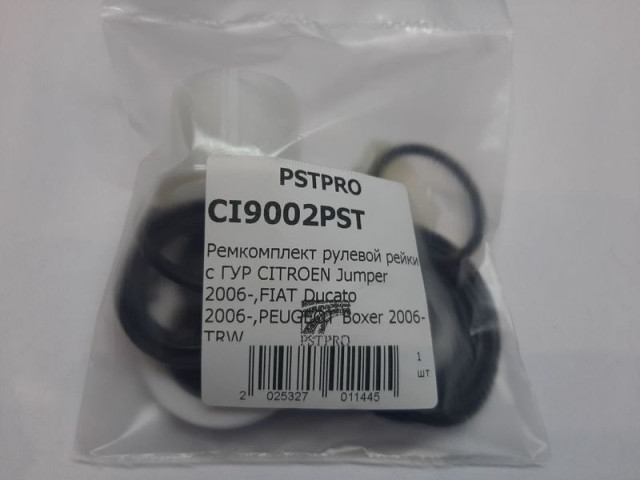 PSTPRO
CI9002PST
Ремкомплект рулевой рейки
с ГУР CITROEN Jumper
2006-,FIAT Ducato
2006-,PEUGEOT Boxer 2006-
TRW
PSTPRO
1
шт
2 025327 011445